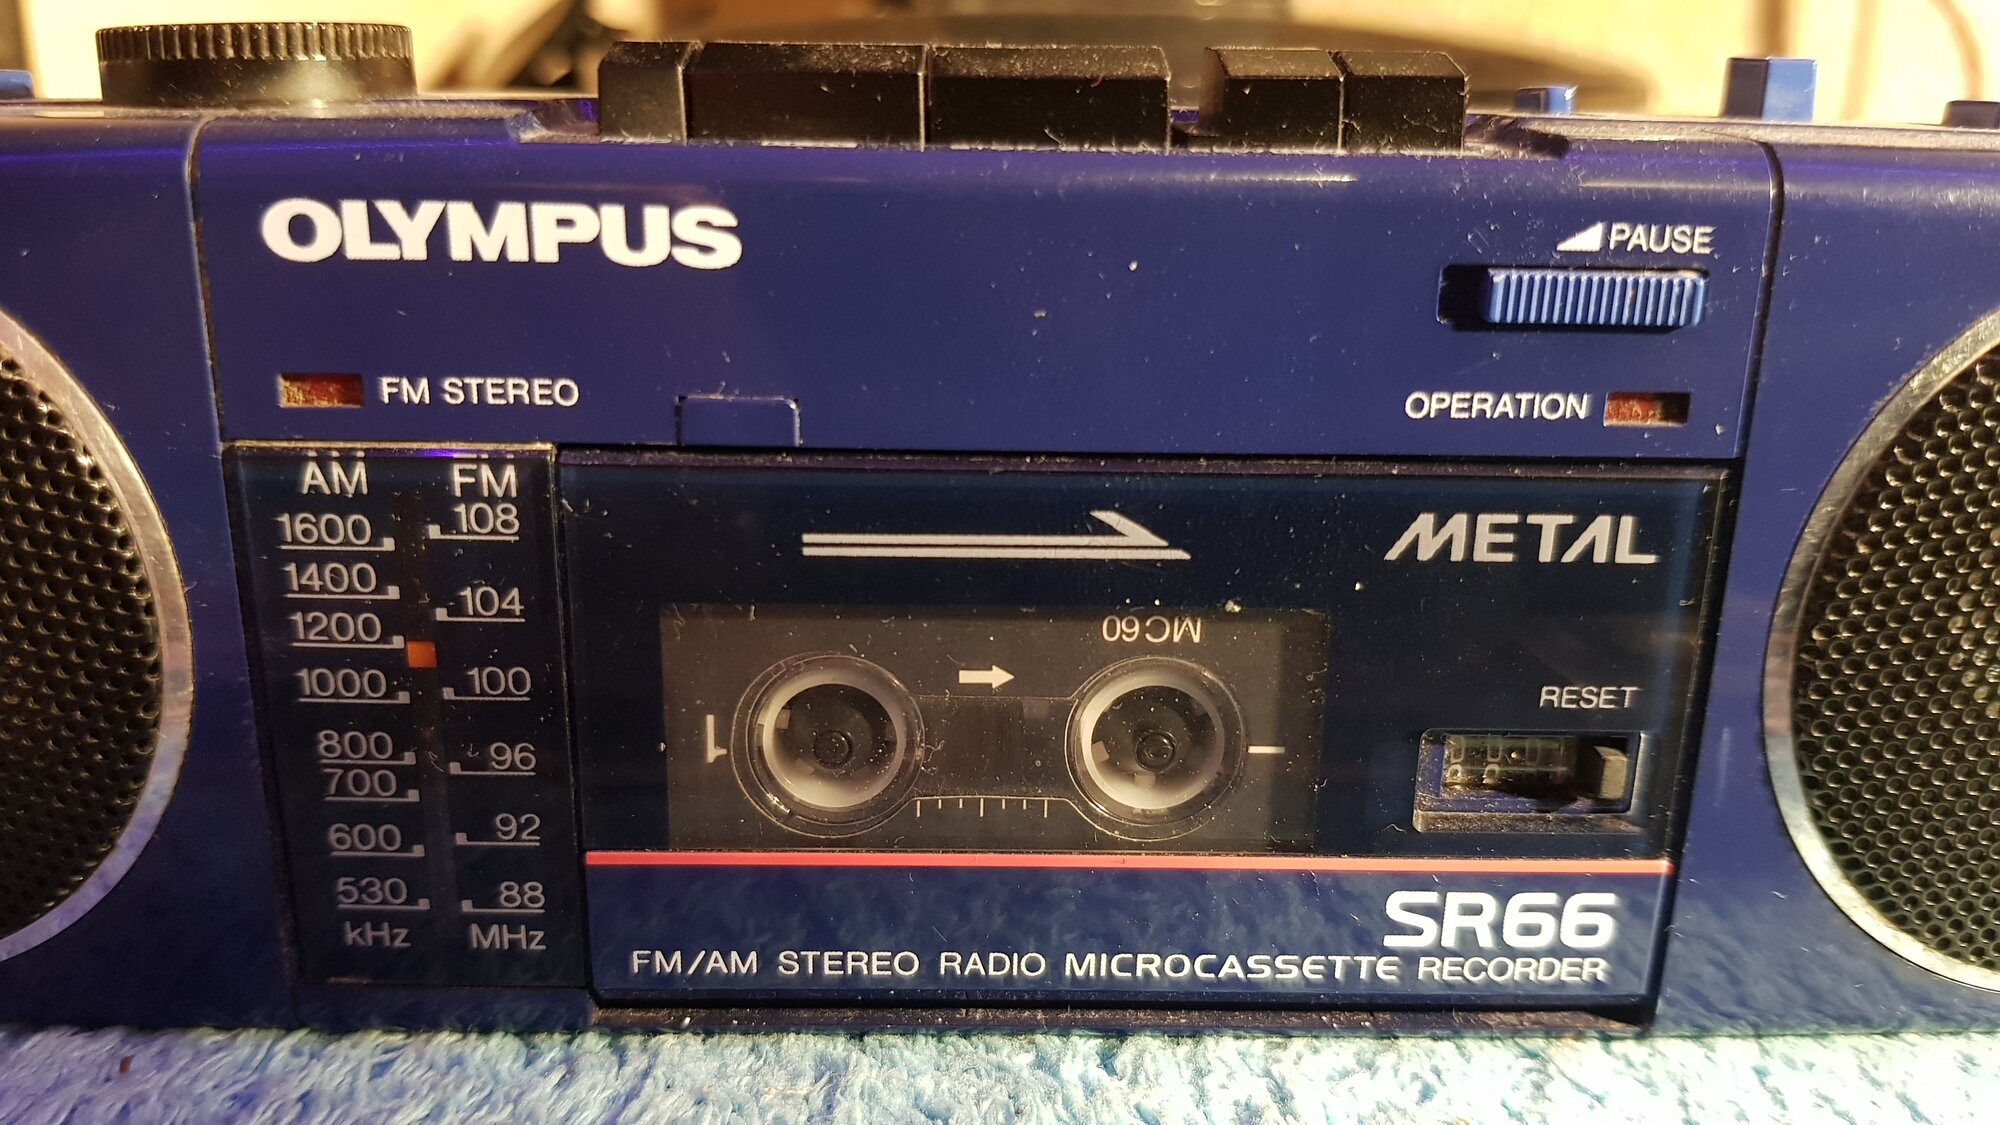 OLYMPUS
PAUSE
FM STEREO
OPERATION
AM FM
1600 108
1400
104
1200
1000 100
800 96
700
600 92
530 88
kHz MHz
METAL
MC60
1
RESET
SR66
FM/AM STEREO RADIO MICROCASSETTE RECORDER